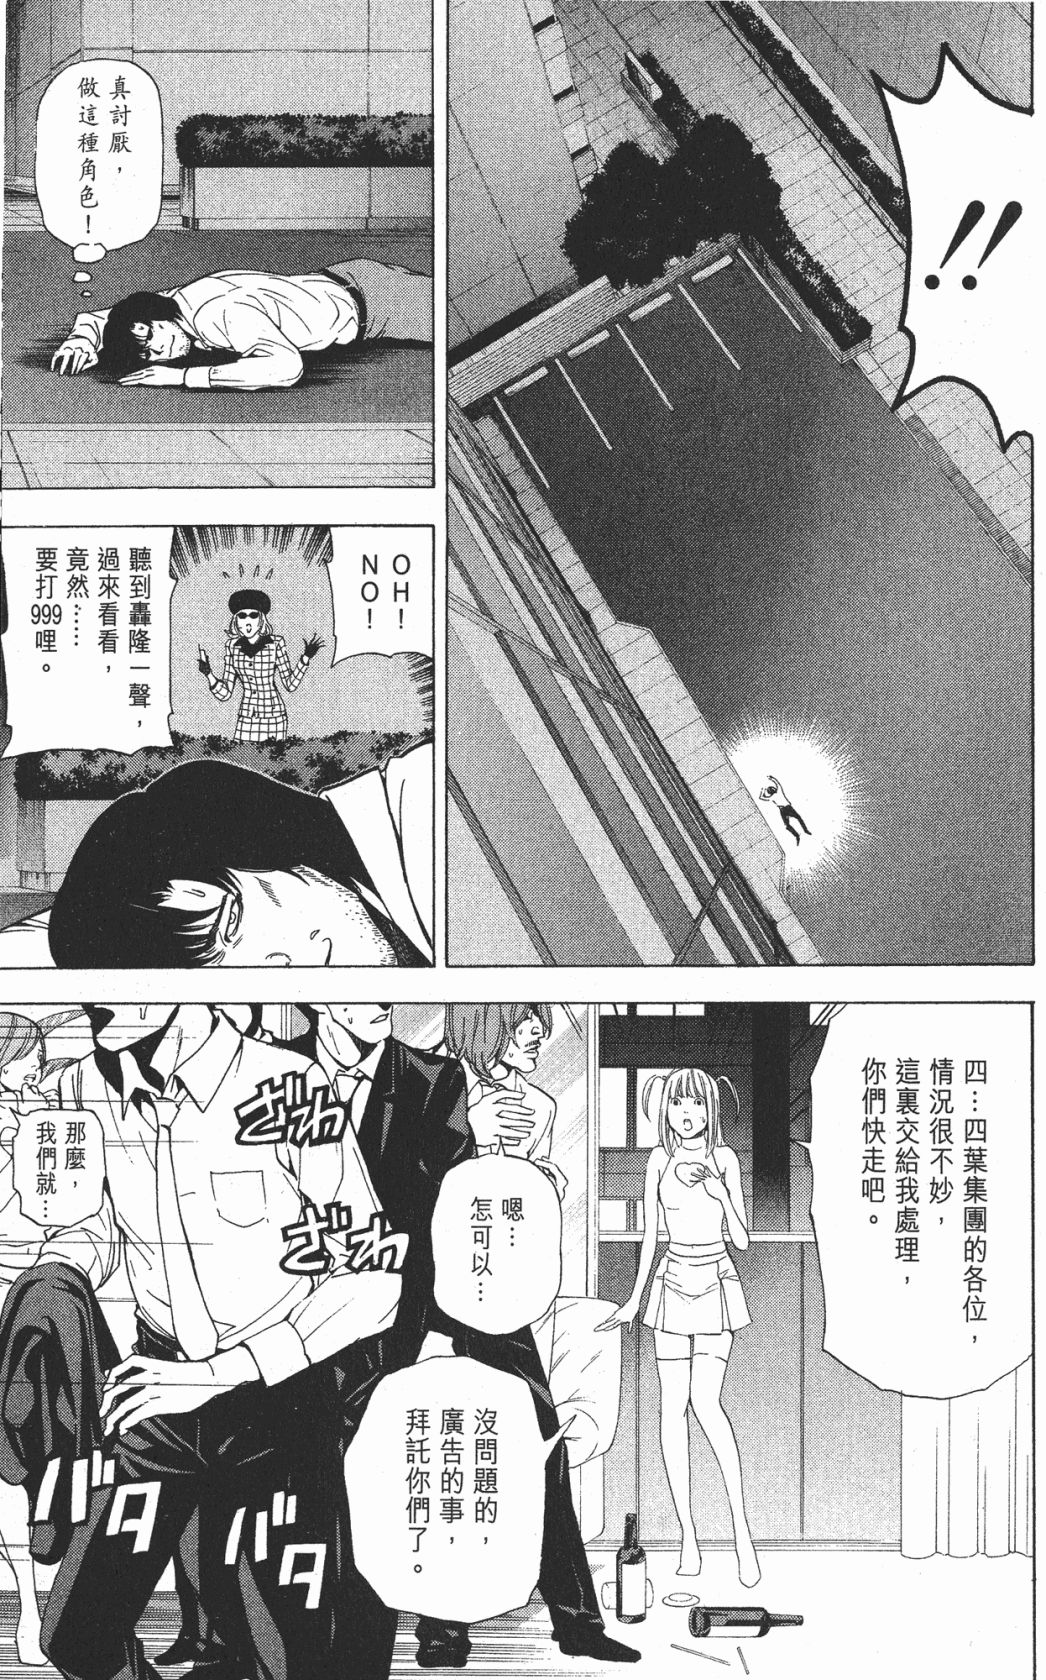 !!
真討厭，
做這種角色！
OH！
NO！
聽到轟隆一聲，
過來看看，
竟然……
要打999哩。
四…四葉集團的各位，
情況很不妙，
這裏交給我處理，
你們快走吧。
嗯…
怎可以…
ざわ
ざわ
沒問題的，
廣告的事，
拜託你們了。
那麼，
我們就…
バタ
バタ